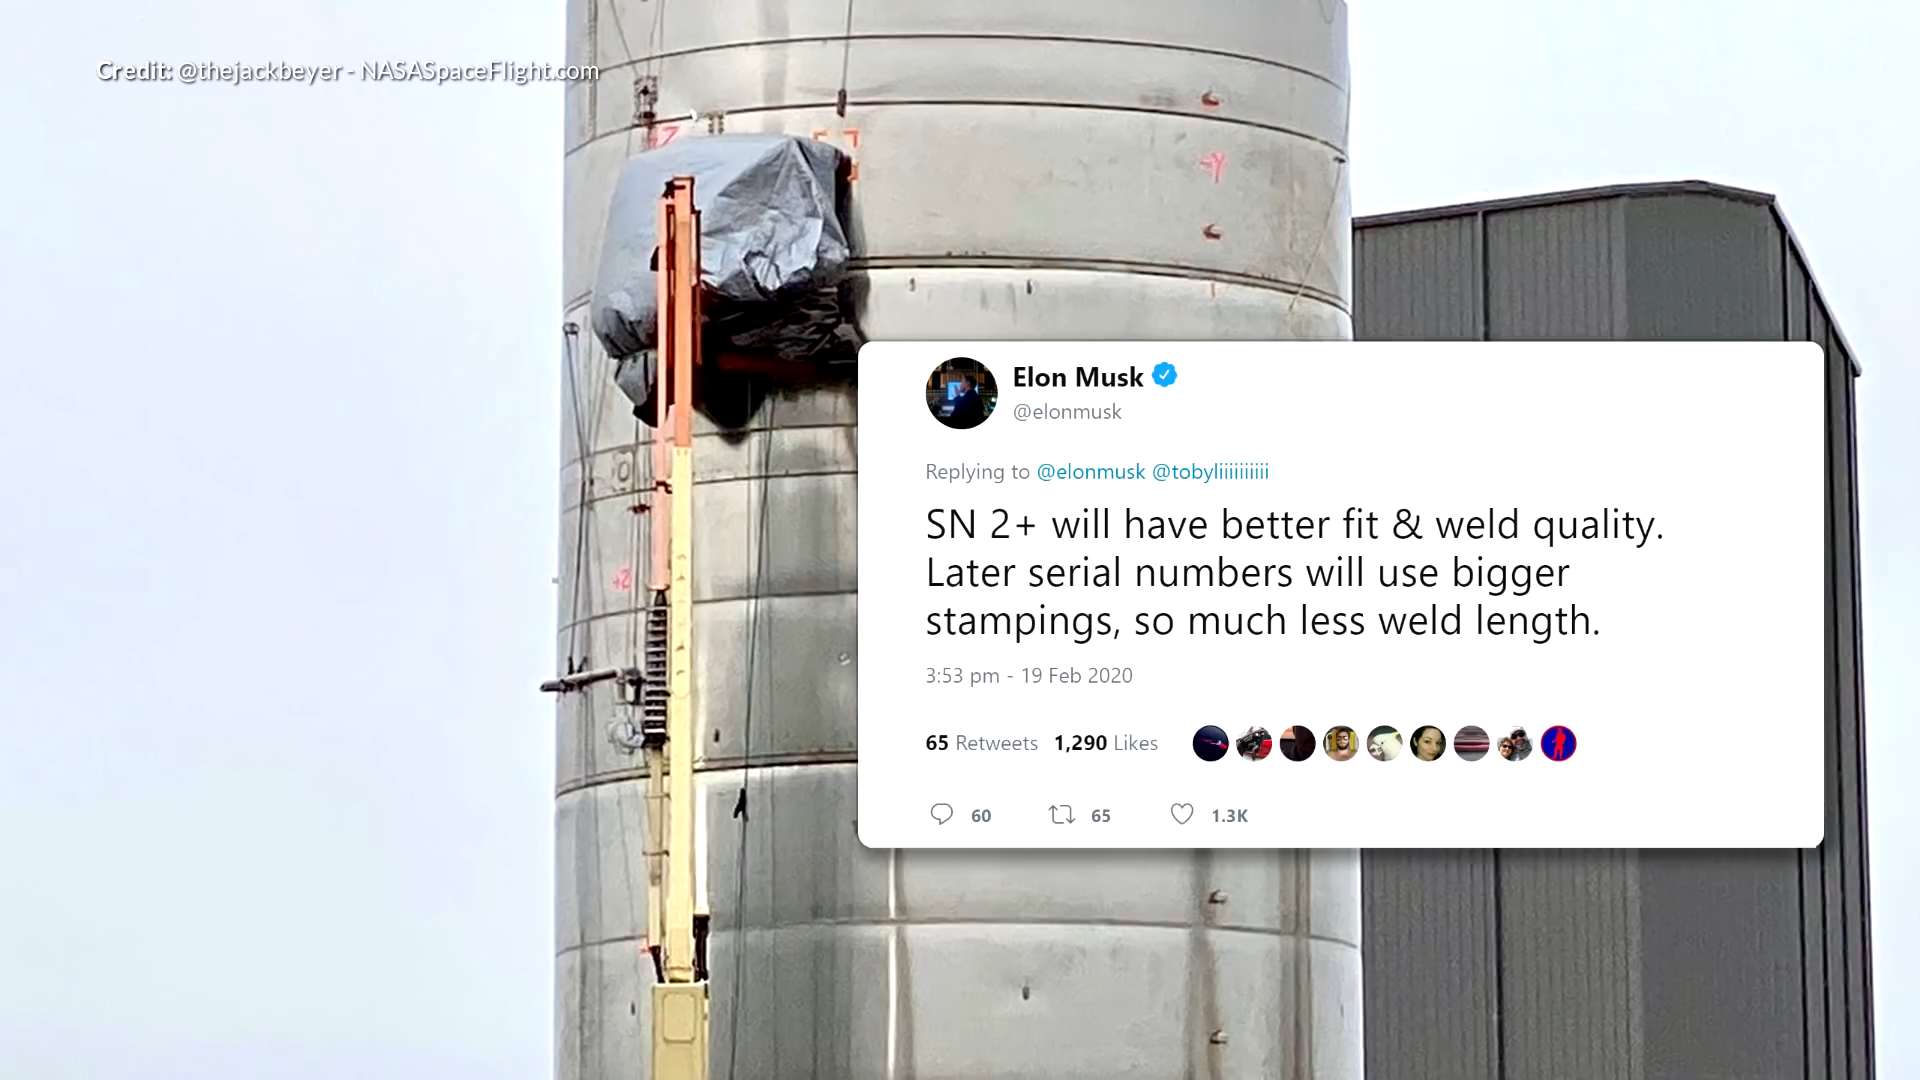 Credit: @thejackbeyer - NASASpaceFlight.com
Z
-Y
Elon Musk
@elonmusk
Replying to @elonmusk @tobyliiiiiiiiii
SN 2+ will have better fit & weld quality.
Later serial numbers will use bigger
stampings, so much less weld length.
+Z
3:53 pm - 19 Feb 2020
65 Retweets 1,290 Likes
60 65 1.3K